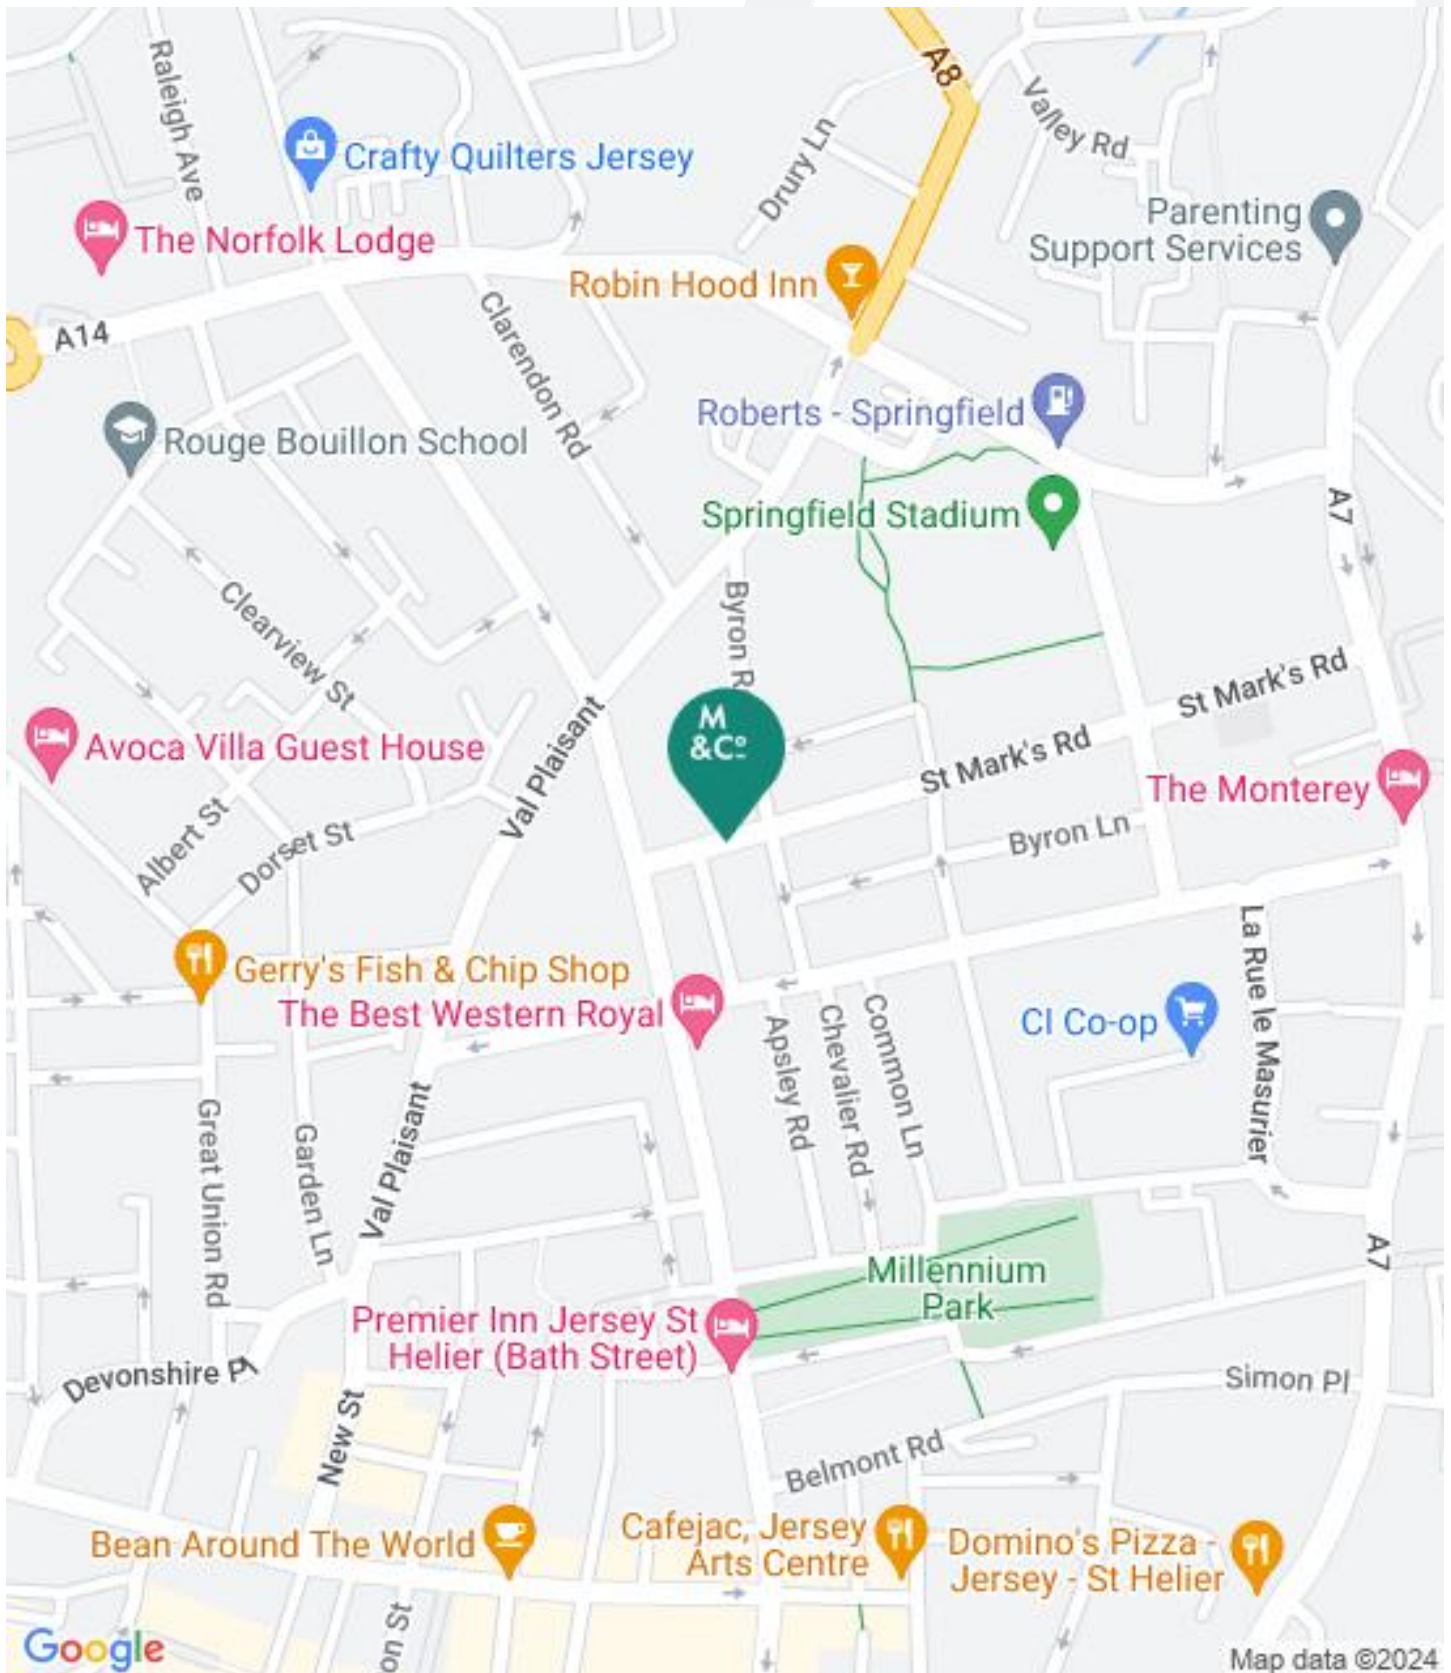 A8
Raleigh Ave
Valley Rd
Drury Ln
Crafty Quilters Jersey
Parenting
Support Services
The Norfolk Lodge
Robin Hood Inn
A14
Clarendon Rd
Roberts - Springfield
Rouge Bouillon School
A7
Springfield Stadium
Byron R
Clearview St
St Mark's Rd
M
&Co
Avoca Villa Guest House
Val Plaisant
St Mark's Rd
The Monterey
Albert St
Dorset St
Byron Ln
La Rue le Masurier
Gerry's Fish & Chip Shop
The Best Western Royal
CI Co-op
Apsley Rd
Chevalier Rd
Common Ln
Great Union Rd
Garden Ln
Val Plaisant
A7
Millennium
Park
Premier Inn Jersey St
Helier (Bath Street)
Devonshire Pl
Simon Pl
New St
Belmont Rd
Bean Around The World
Cafejac, Jersey
Arts Centre
Domino's Pizza -
Jersey - St Helier
on St
Google
Map data ©2024